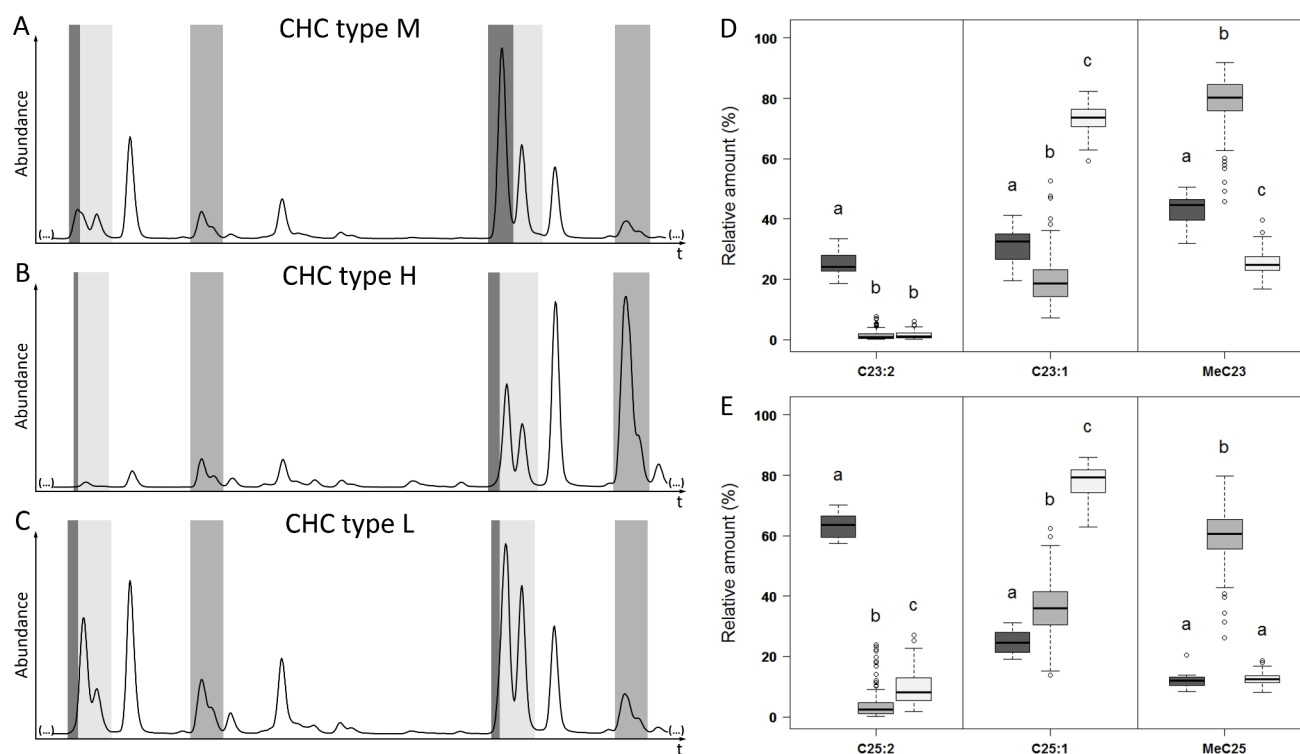 A
CHC type M
Abundance
(...)
(...)
t
B
CHC type H
Abundance
(...)
(...)
t
C
CHC type L
Abundance
(...)
(...)
t
D
Relative amount (%)
100
80
60
40
20
0
a
b
b
a
b
c
a
b
c
C23:2
C23:1
MeC23
E
Relative amount (%)
100
80
60
40
20
0
a
b
c
a
b
c
a
b
a
C25:2
C25:1
MeC25